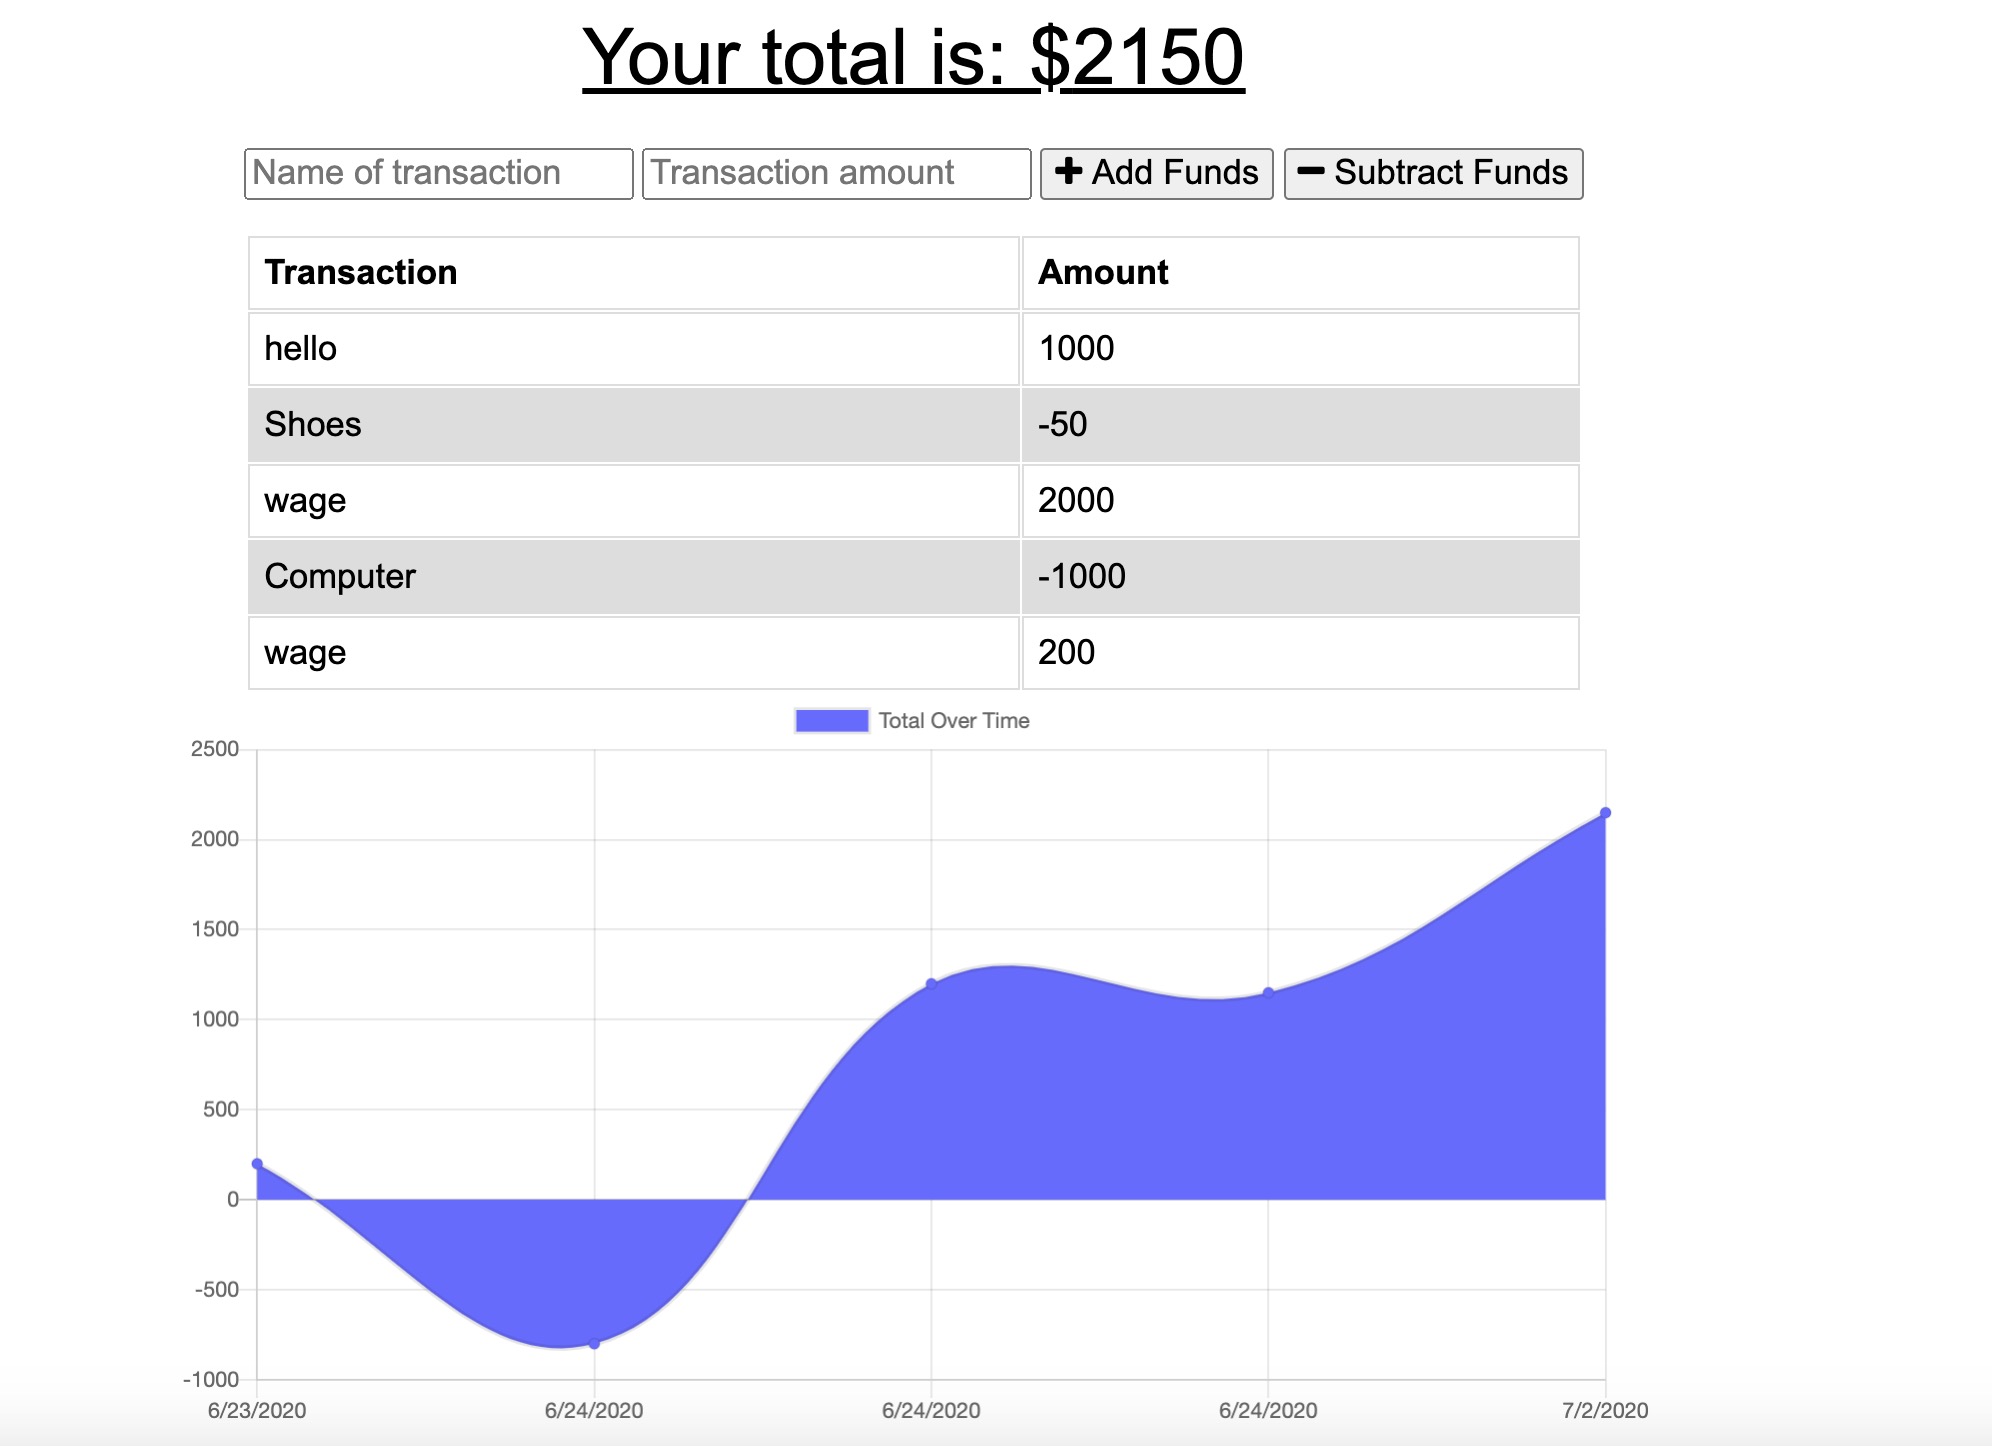 Your total is: $2150
Name of transaction Transaction amount Add Funds Subtract Funds
Transaction Amount
hello 1000
Shoes -50
wage 2000
Computer -1000
wage 200
Total Over Time
2500
2000
1500
1000
500
0
-500
-1000
6/23/2020 6/24/2020 6/24/2020 6/24/2020 7/2/2020